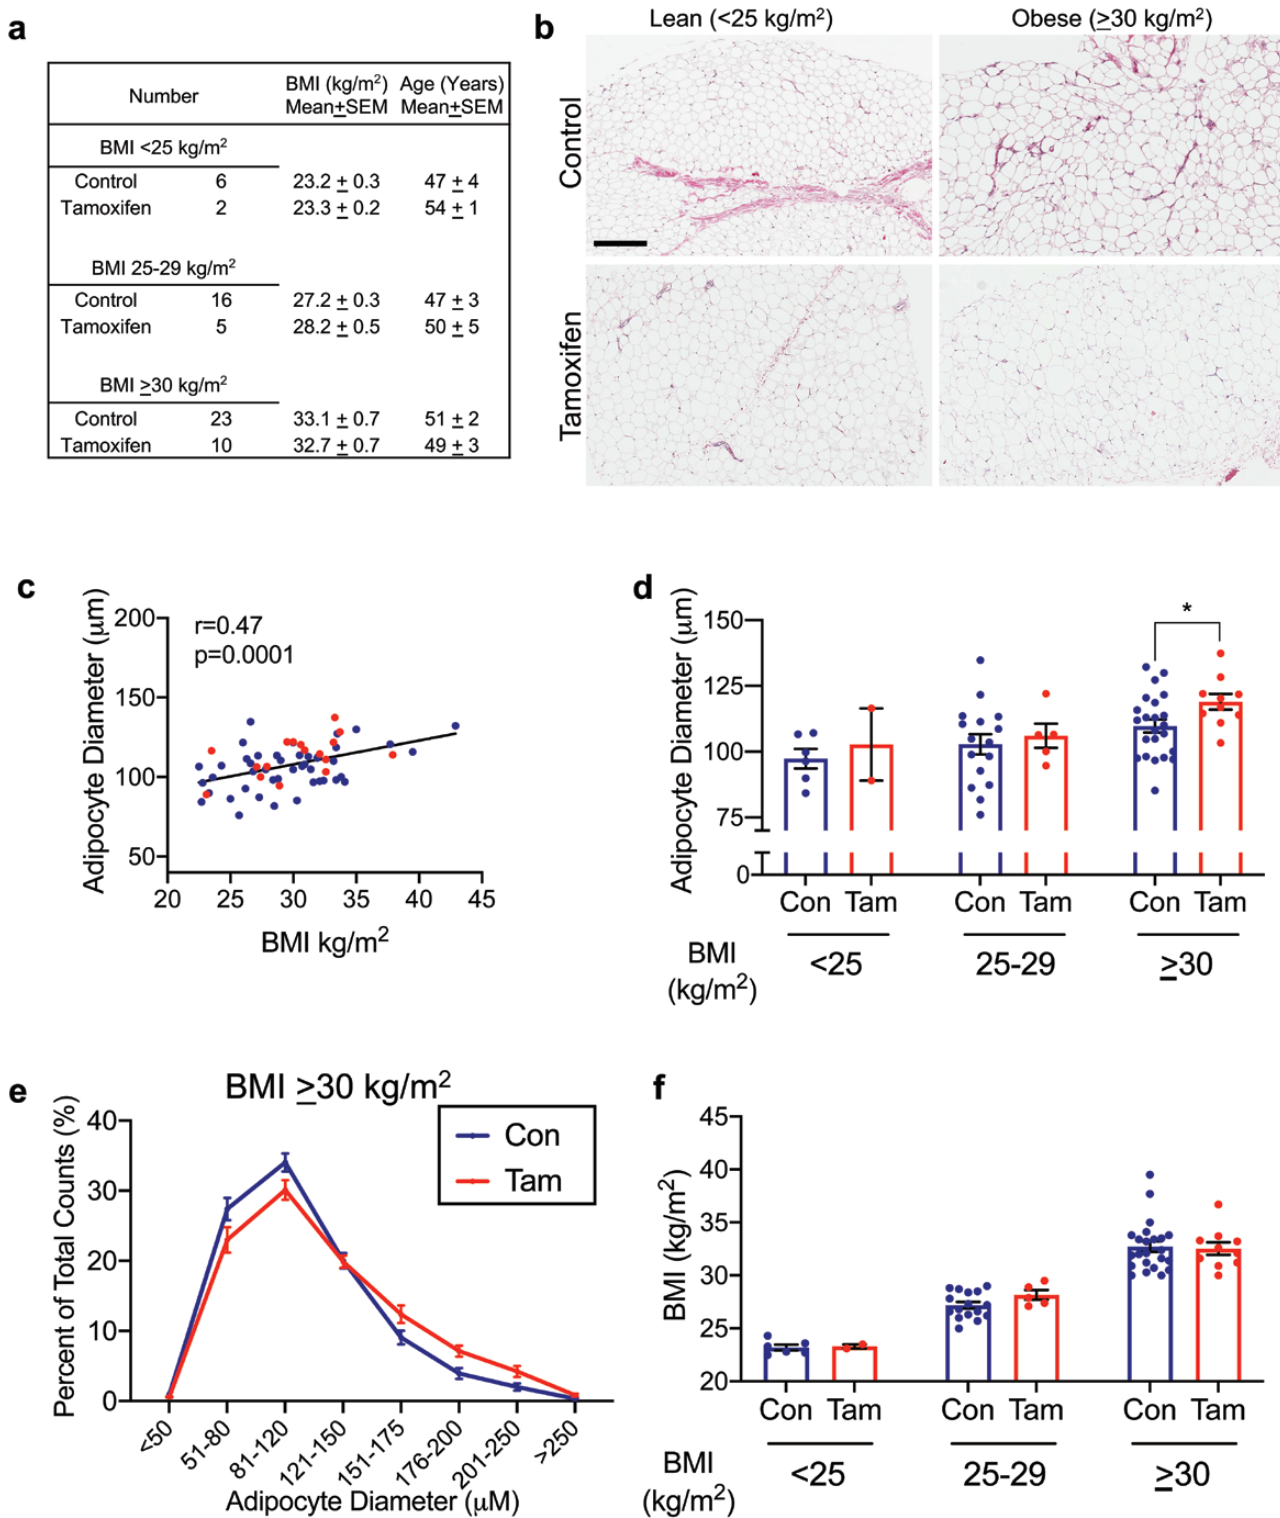 a
Number
BMI (kg/m²) Age (Years)
Mean±SEM Mean±SEM
BMI <25 kg/m²
Control 6 23.2 ± 0.3 47 ± 4
Tamoxifen 2 23.3 ± 0.2 54 ± 1
BMI 25-29 kg/m²
Control 16 27.2 ± 0.3 47 ± 3
Tamoxifen 5 28.2 ± 0.5 50 ± 5
BMI ≥30 kg/m²
Control 23 33.1 ± 0.7 51 ± 2
Tamoxifen 10 32.7 ± 0.7 49 ± 3
b
Lean (<25 kg/m²) Obese (≥30 kg/m²)
Control
Tamoxifen
c
Adipocyte Diameter (μm)
200
150
100
50
r=0.47
p=0.0001
20 25 30 35 40 45
BMI kg/m²
d
Adipocyte Diameter (μm)
150
125
100
75
0
*
Con Tam Con Tam Con Tam
BMI
(kg/m²)
<25 25-29 ≥30
e
BMI ≥30 kg/m²
Percent of Total Counts (%)
40
30
20
10
0
Con
Tam
<50 51-80 81-120 121-150 151-175 176-200 201-250 >250
Adipocyte Diameter (μM)
f
BMI (kg/m²)
45
40
35
30
25
20
Con Tam Con Tam Con Tam
BMI
(kg/m²)
<25 25-29 ≥30